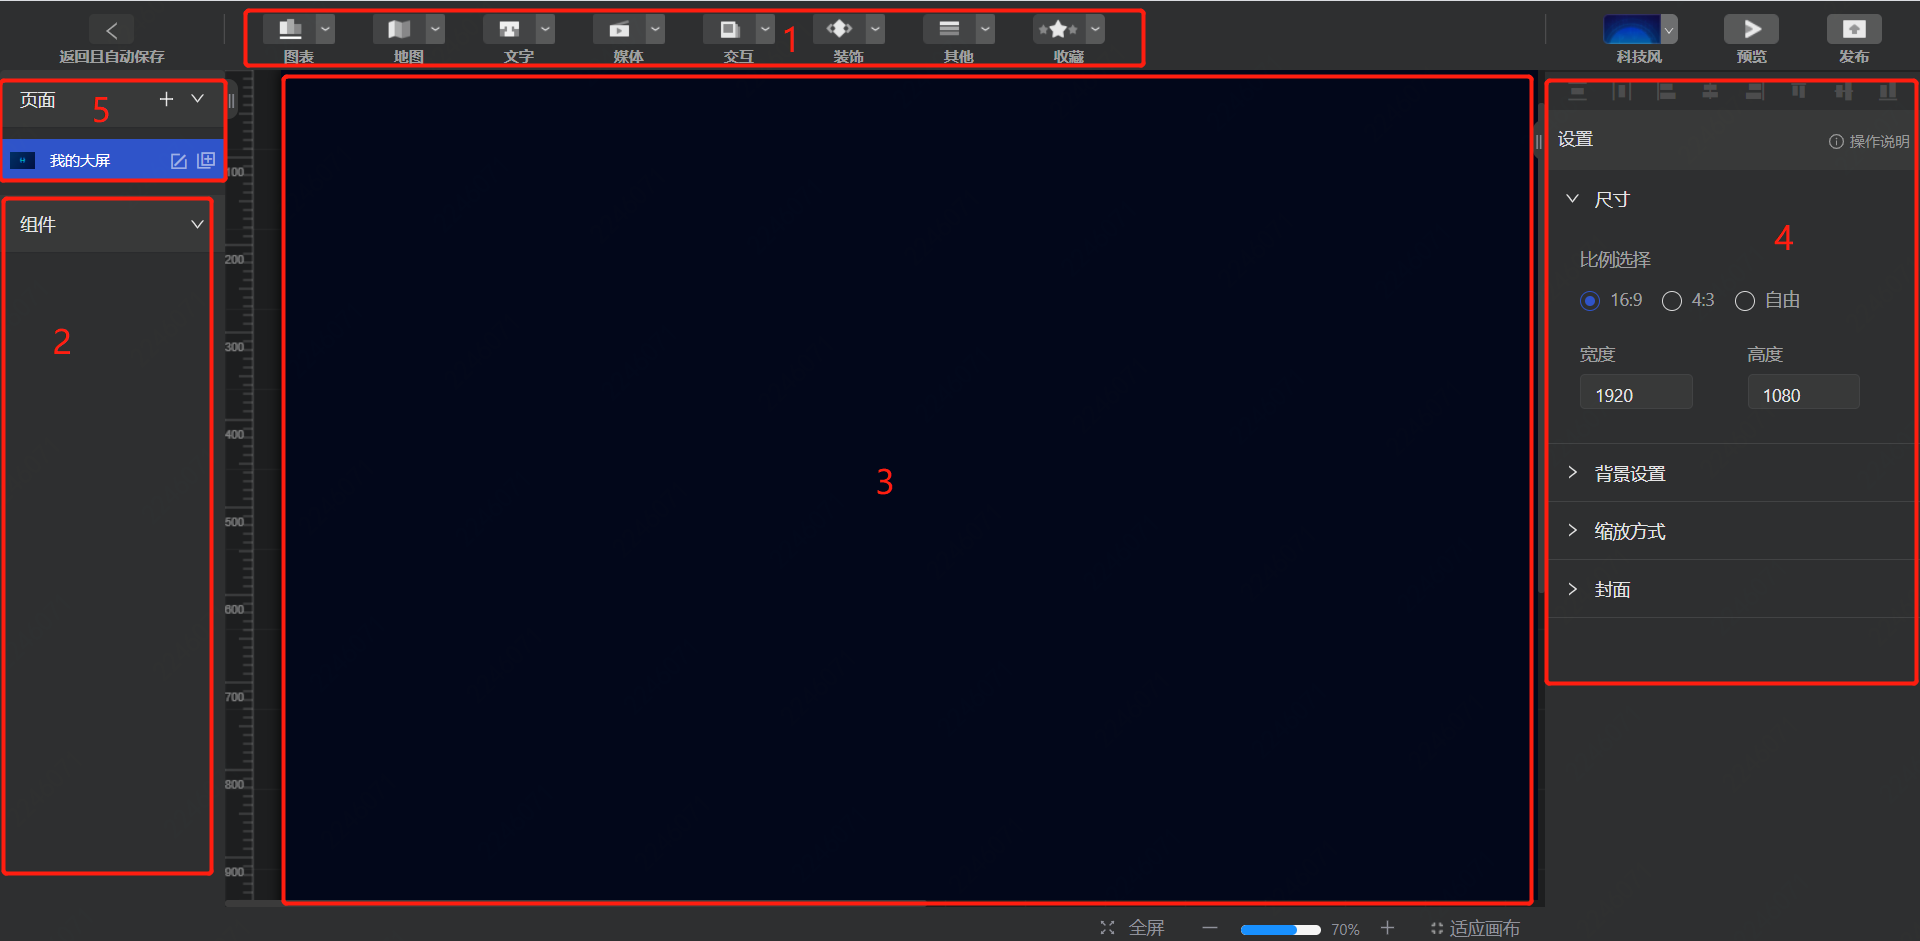 返回且自动保存
图表
地图
文字
媒体
交互
1
装饰
其他
收藏
科技风
预览
发布
页面
5
我的大屏
组件
2
100
200
300
400
500
600
700
800
900
3
设置
操作说明
尺寸
4
比例选择
16:9
4:3
自由
宽度
高度
1920
1080
背景设置
缩放方式
封面
全屏
70%
适应画布